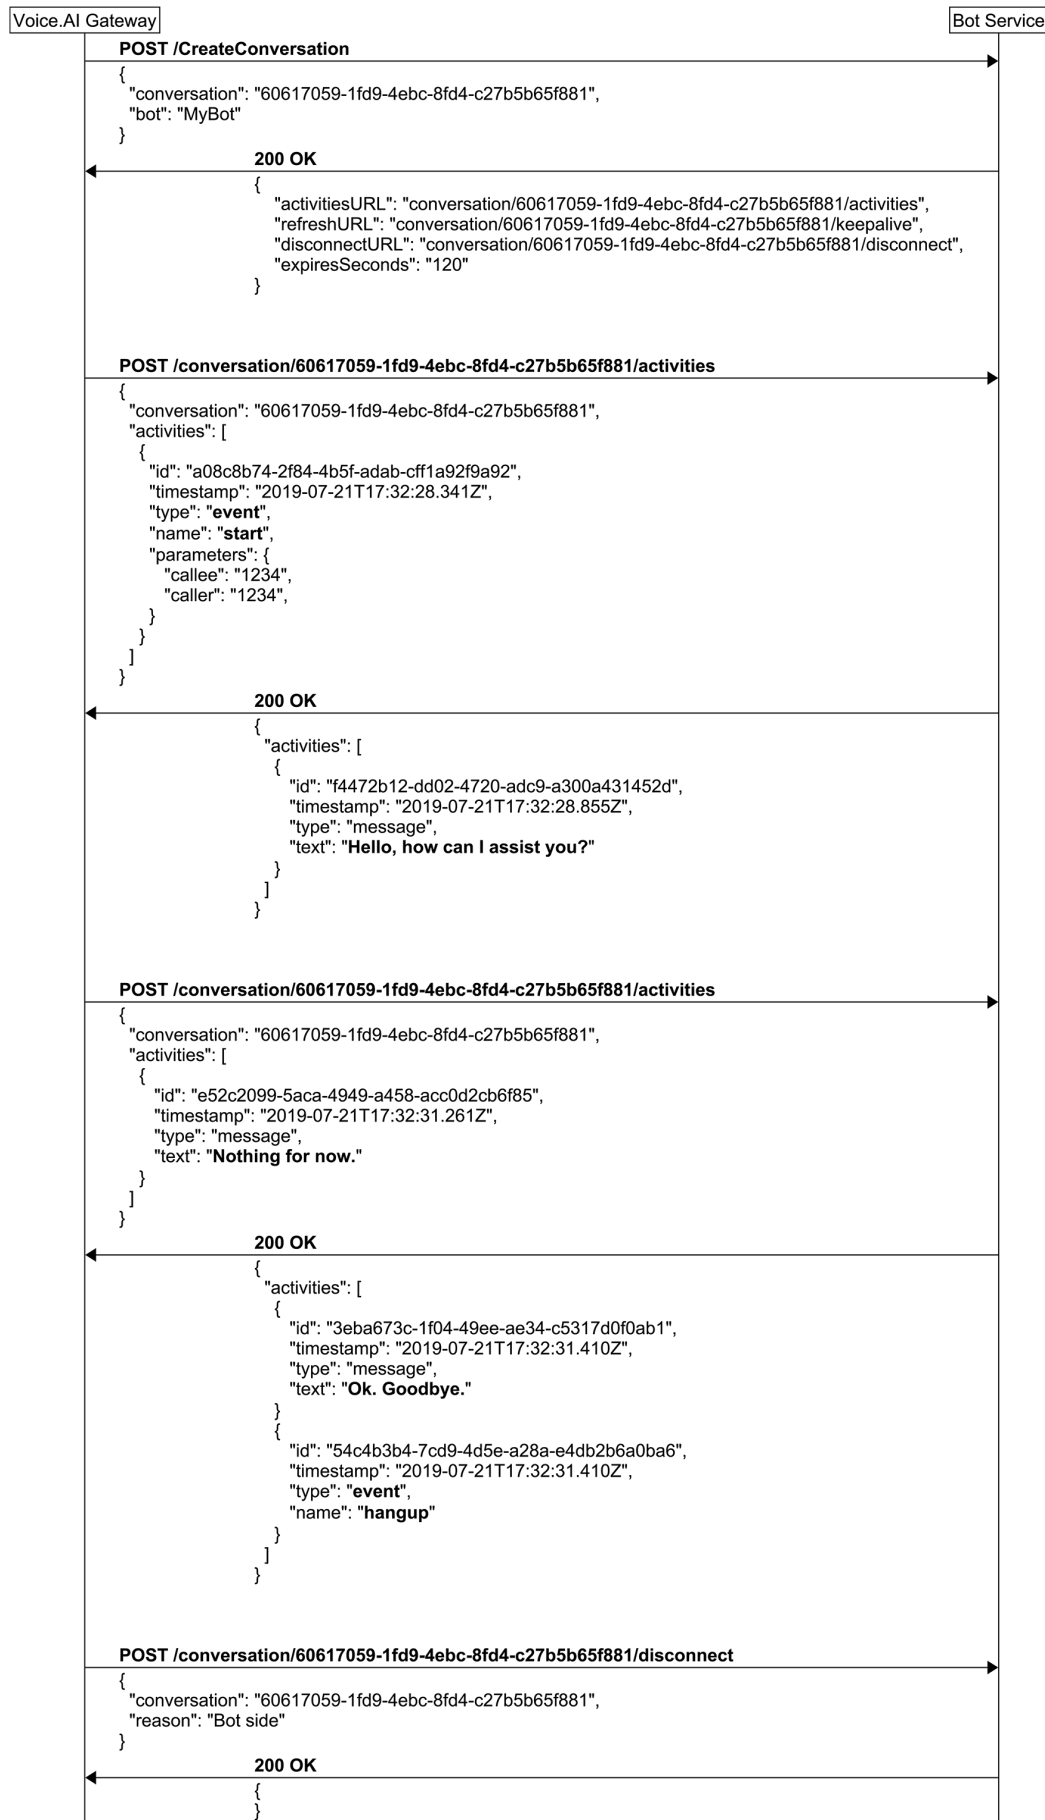 Voice.AI Gateway
Bot Service
POST /CreateConversation
{
"conversation": "60617059-1fd9-4ebc-8fd4-c27b5b65f881",
"bot": "MyBot"
}
200 OK
{
"activitiesURL": "conversation/60617059-1fd9-4ebc-8fd4-c27b5b65f881/activities",
"refreshURL": "conversation/60617059-1fd9-4ebc-8fd4-c27b5b65f881/keepalive",
"disconnectURL": "conversation/60617059-1fd9-4ebc-8fd4-c27b5b65f881/disconnect",
"expiresSeconds": "120"
}
POST /conversation/60617059-1fd9-4ebc-8fd4-c27b5b65f881/activities
{
"conversation": "60617059-1fd9-4ebc-8fd4-c27b5b65f881",
"activities": [
{
"id": "a08c8b74-2f84-4b5f-adab-cff1a92f9a92",
"timestamp": "2019-07-21T17:32:28.341Z",
"type": "event",
"name": "start",
"parameters": {
"callee": "1234",
"caller": "1234",
}
}
]
}
200 OK
{
"activities": [
{
"id": "f4472b12-dd02-4720-adc9-a300a431452d",
"timestamp": "2019-07-21T17:32:28.855Z",
"type": "message",
"text": "Hello, how can I assist you?"
}
]
}
POST /conversation/60617059-1fd9-4ebc-8fd4-c27b5b65f881/activities
{
"conversation": "60617059-1fd9-4ebc-8fd4-c27b5b65f881",
"activities": [
{
"id": "e52c2099-5aca-4949-a458-acc0d2cb6f85",
"timestamp": "2019-07-21T17:32:31.261Z",
"type": "message",
"text": "Nothing for now."
}
]
}
200 OK
{
"activities": [
{
"id": "3eba673c-1f04-49ee-ae34-c5317d0f0ab1",
"timestamp": "2019-07-21T17:32:31.410Z",
"type": "message",
"text": "Ok. Goodbye."
}
{
"id": "54c4b3b4-7cd9-4d5e-a28a-e4db2b6a0ba6",
"timestamp": "2019-07-21T17:32:31.410Z",
"type": "event",
"name": "hangup"
}
]
}
POST /conversation/60617059-1fd9-4ebc-8fd4-c27b5b65f881/disconnect
{
"conversation": "60617059-1fd9-4ebc-8fd4-c27b5b65f881",
"reason": "Bot side"
}
200 OK
{
}